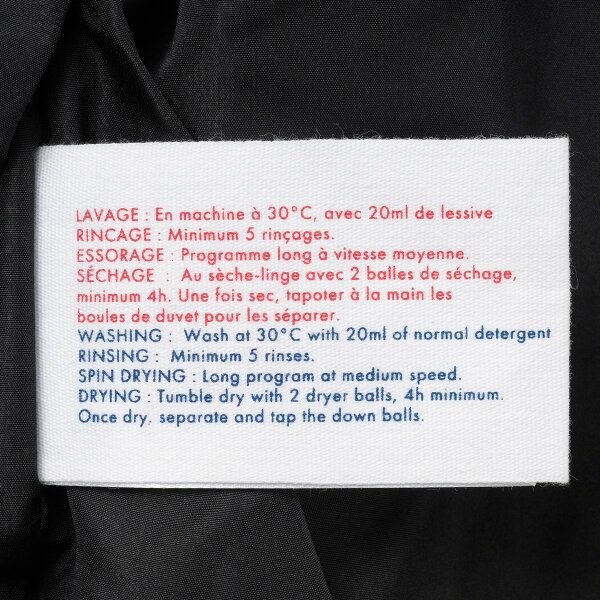 LAVAGE : En machine à 30°C, avec 20ml de lessive
RINCAGE : Minimum 5 rinçages.
ESSORAGE : Programme long à vitesse moyenne.
SÉCHAGE : Au sèche-linge avec 2 balles de séchage,
minimum 4h. Une fois sec, tapoter à la main les
boules de duvet pour les séparer.
WASHING : Wash at 30°C with 20ml of normal detergent
RINSING : Minimum 5 rinses.
SPIN DRYING : Long program at medium speed.
DRYING : Tumble dry with 2 dryer balls, 4h minimum.
Once dry, separate and tap the down balls.